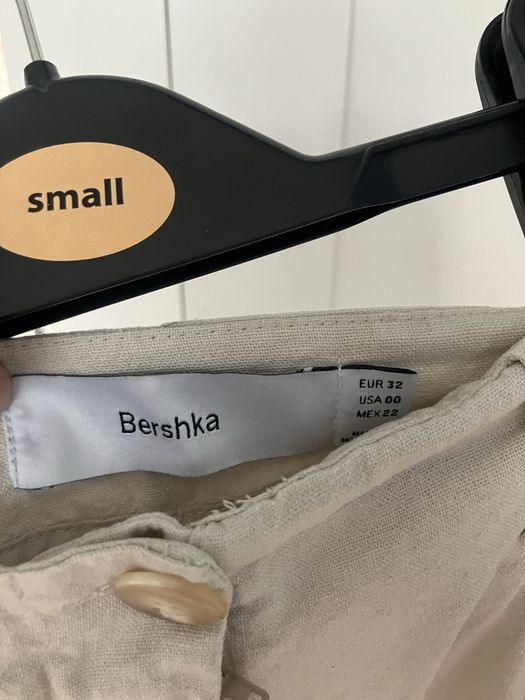 small
Bershka
EUR 32
USA 00
MEX 22